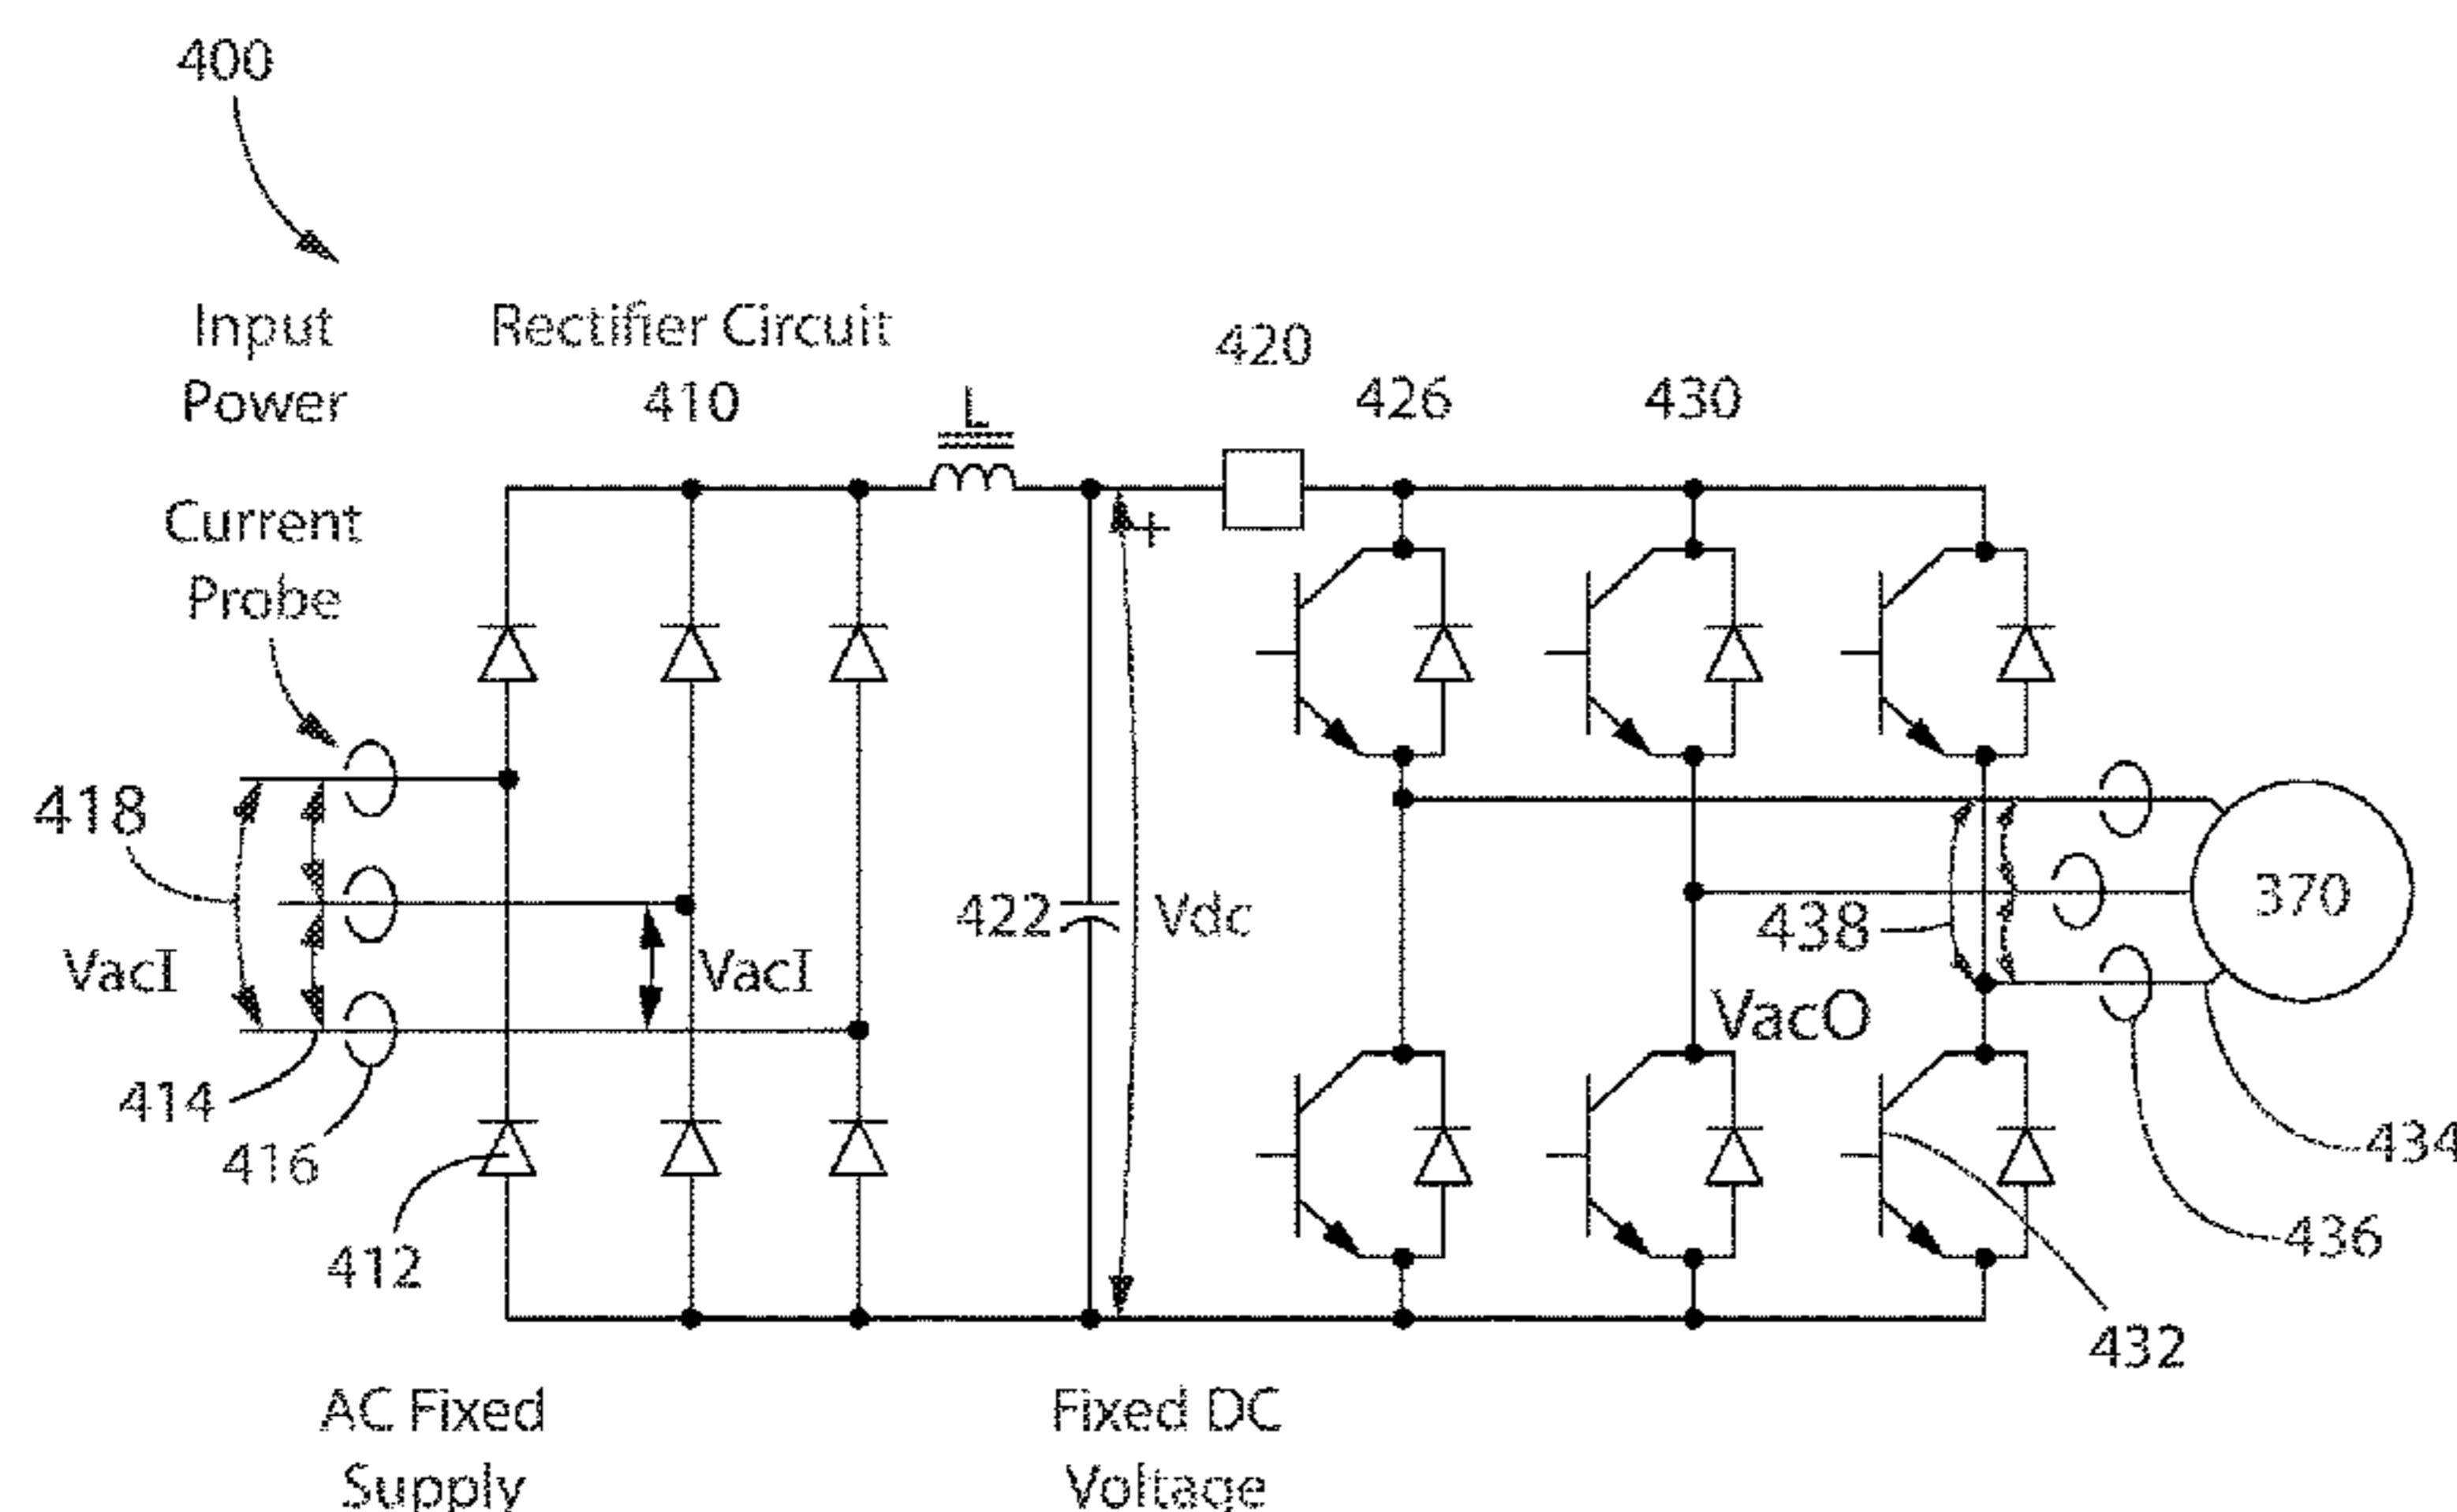 400
Input
Power
Rectifier Circuit
410
L
420
426
430
Current
Probe
+
418
VacI
VacI
422
Vdc
438
VacO
370
414
416
412
434
436
432
AC Fixed
Supply
Fixed DC
Voltage